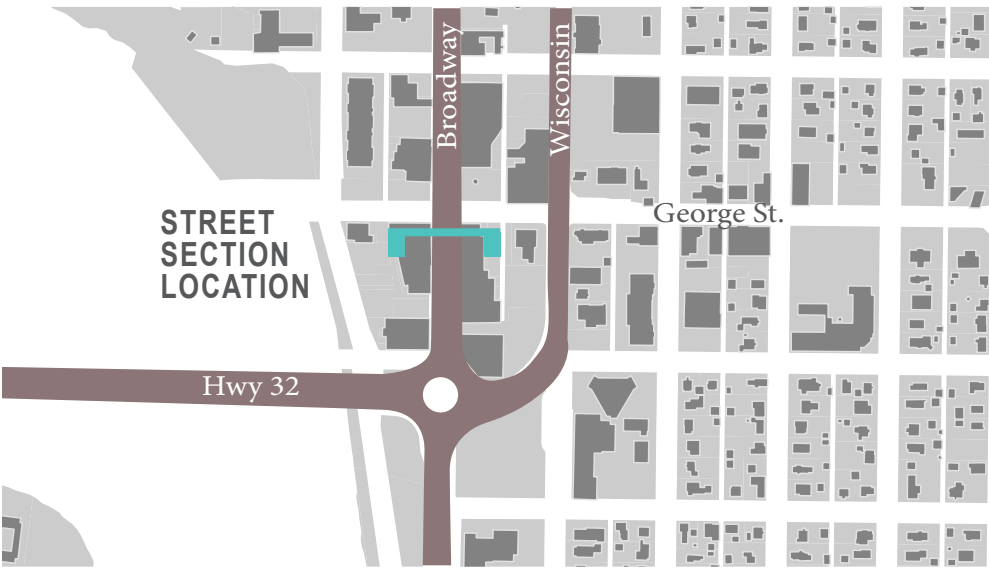 Broadway
Wisconsin
George St.
STREET
SECTION
LOCATION
Hwy 32